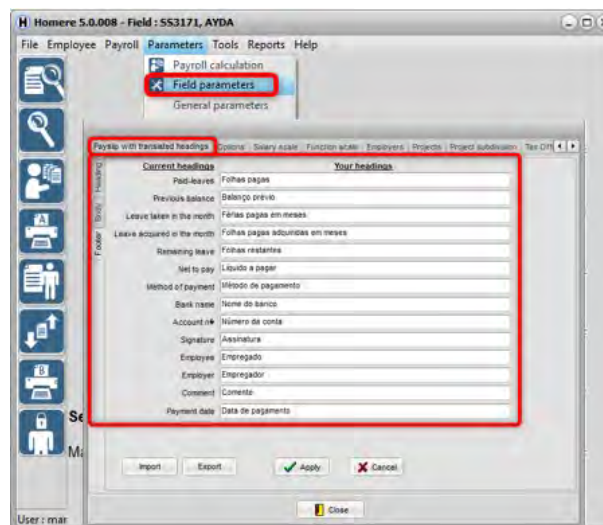 Homere 5.0.008 - Field : SS3171, AYDA
File Employee Payroll Parameters Tools Reports Help
Payroll calculation
Field parameters
General parameters
Payslip with translated headings Options Salary scale Function scale Employers Projects Project subdivision Tax Offi
Heading
Body
Footer
Current headings Your headings
Paid-leaves Folhas pagas
Previous balance Balanço prévio
Leave taken in the month Férias pagas em meses
Leave acquired in the month Folhas pagas adquiridas em meses
Remaining leave Folhas restantes
Net to pay Líquido a pagar
Method of payment Método de pagamento
Bank name Nome do banco
Account n° Número da conta
Signature Assinatura
Employee Empregado
Employer Empregador
Comment Comente
Payment date Data de pagamento
A
B
Se
Ma
Import Export Apply Cancel
Close
User : mar